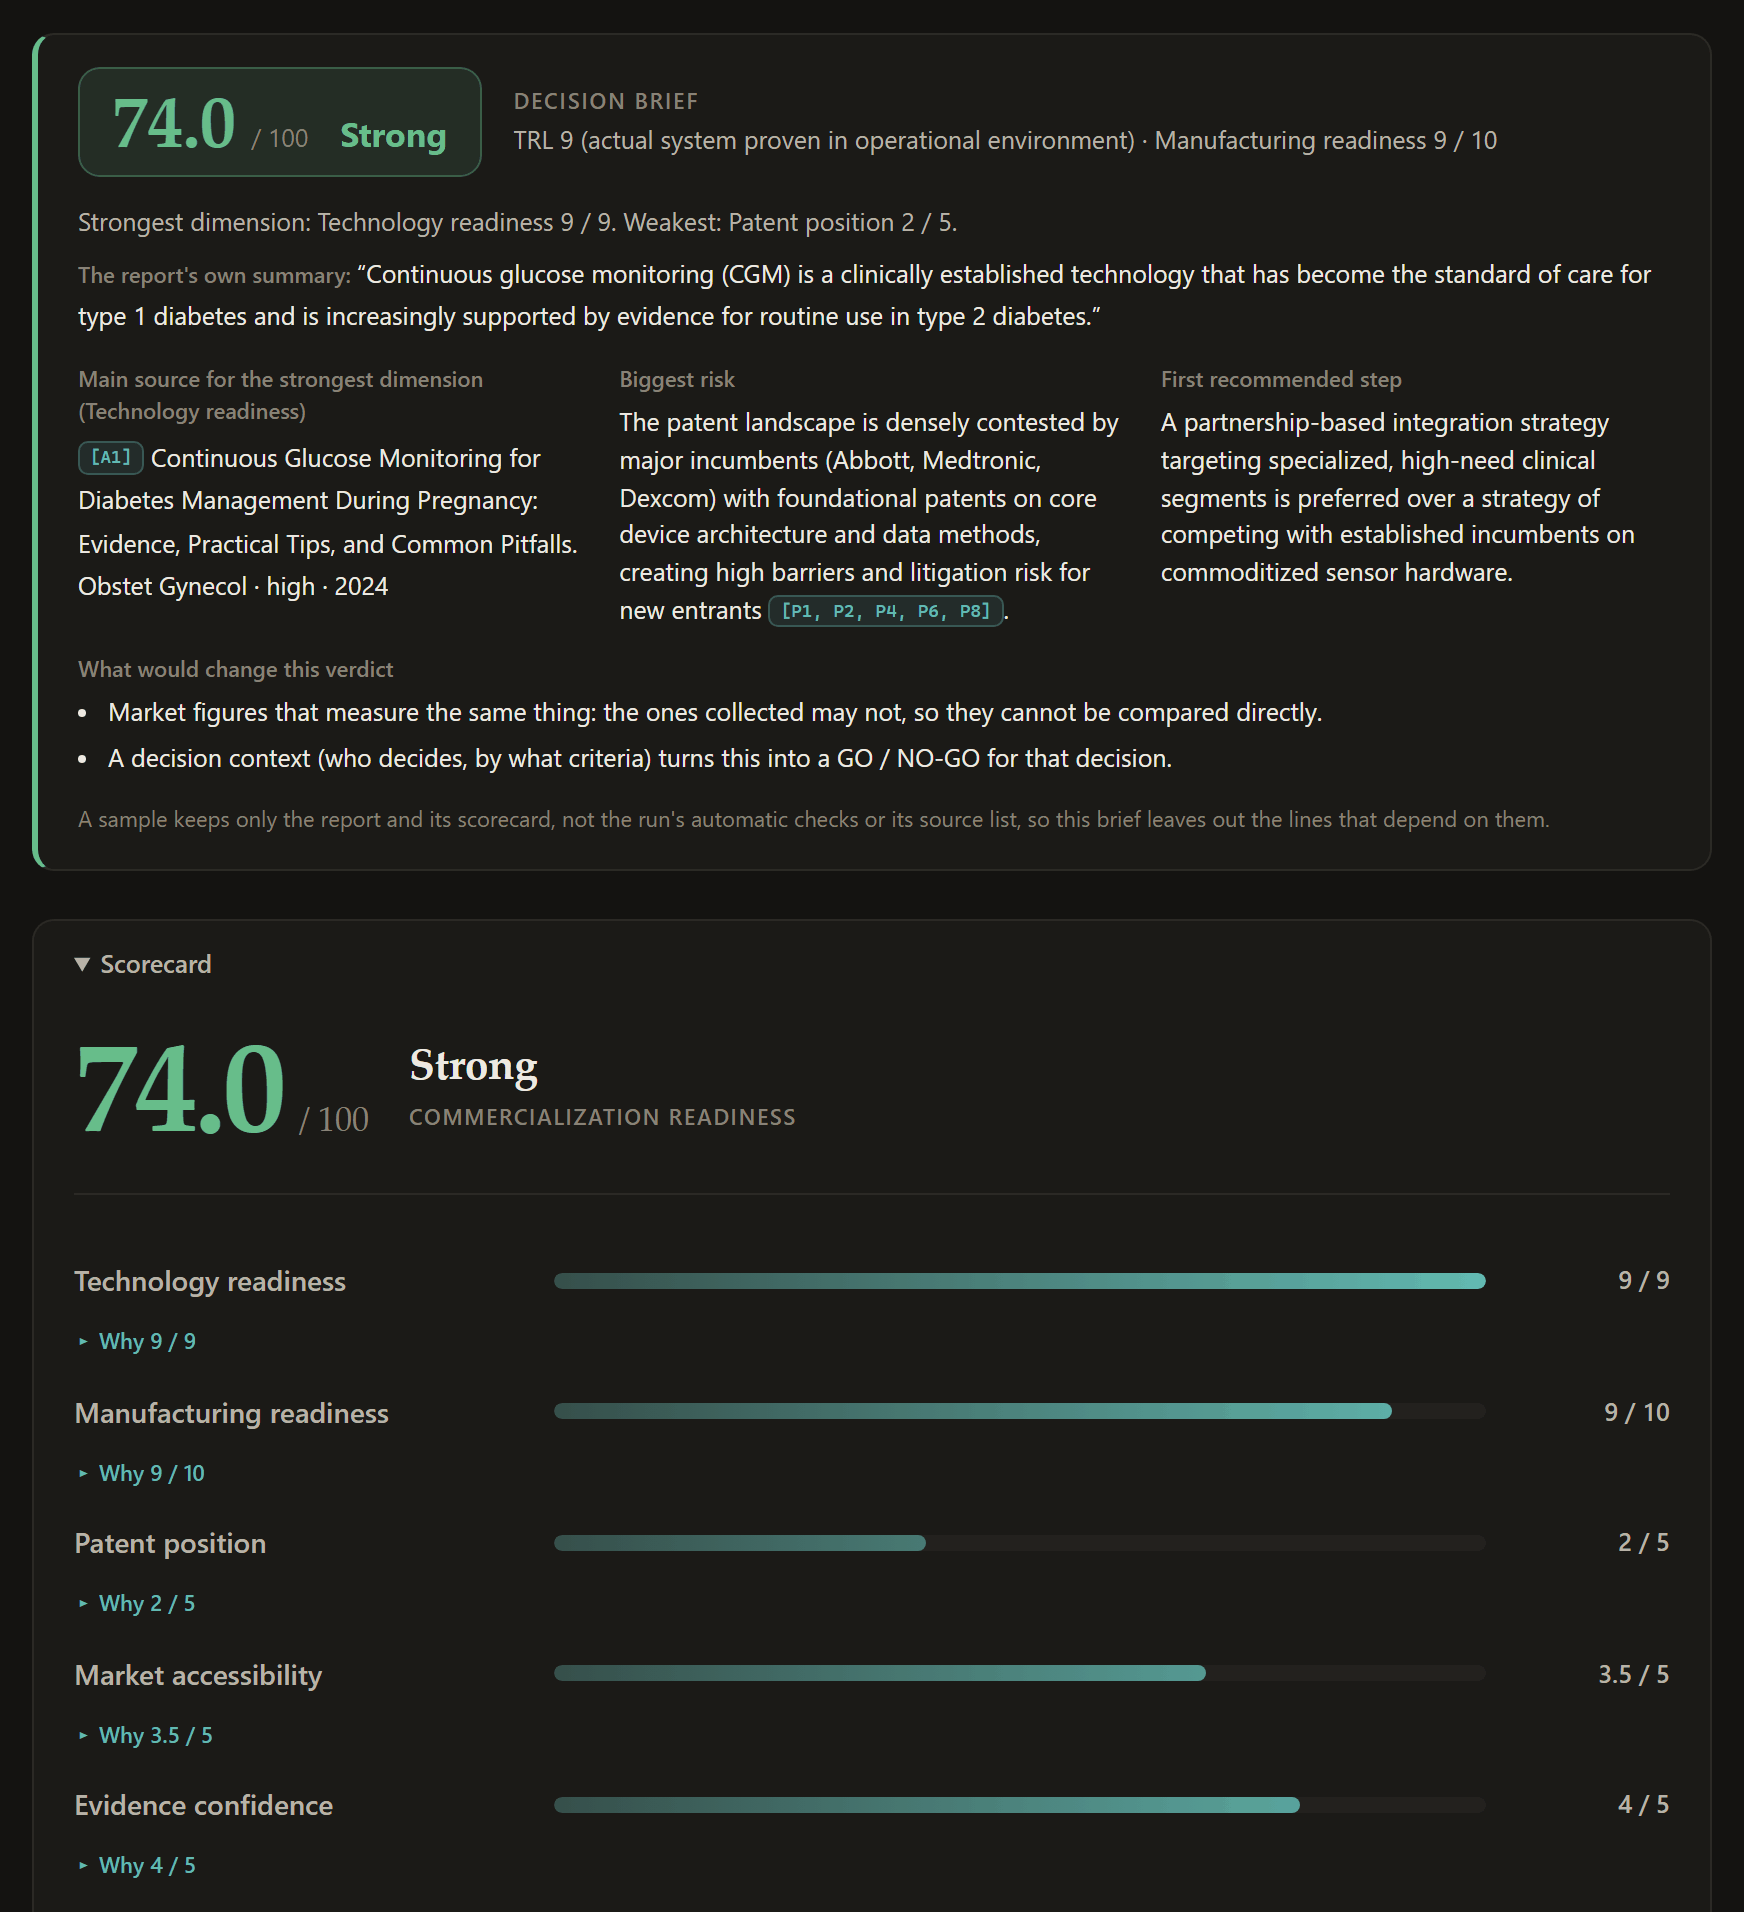 74.0 / 100 Strong
DECISION BRIEF
TRL 9 (actual system proven in operational environment) · Manufacturing readiness 9 / 10
Strongest dimension: Technology readiness 9 / 9. Weakest: Patent position 2 / 5.
The report's own summary: “Continuous glucose monitoring (CGM) is a clinically established technology that has become the standard of care for
type 1 diabetes and is increasingly supported by evidence for routine use in type 2 diabetes.”
Main source for the strongest dimension
(Technology readiness)
[A1] Continuous Glucose Monitoring for
Diabetes Management During Pregnancy:
Evidence, Practical Tips, and Common Pitfalls.
Obstet Gynecol · high · 2024
Biggest risk
The patent landscape is densely contested by
major incumbents (Abbott, Medtronic,
Dexcom) with foundational patents on core
device architecture and data methods,
creating high barriers and litigation risk for
new entrants [P1, P2, P4, P6, P8].
First recommended step
A partnership-based integration strategy
targeting specialized, high-need clinical
segments is preferred over a strategy of
competing with established incumbents on
commoditized sensor hardware.
What would change this verdict
• Market figures that measure the same thing: the ones collected may not, so they cannot be compared directly.
• A decision context (who decides, by what criteria) turns this into a GO / NO-GO for that decision.
A sample keeps only the report and its scorecard, not the run's automatic checks or its source list, so this brief leaves out the lines that depend on them.
▼ Scorecard
74.0 / 100
Strong
COMMERCIALIZATION READINESS
Technology readiness 9 / 9
▸ Why 9 / 9
Manufacturing readiness 9 / 10
▸ Why 9 / 10
Patent position 2 / 5
▸ Why 2 / 5
Market accessibility 3.5 / 5
▸ Why 3.5 / 5
Evidence confidence 4 / 5
▸ Why 4 / 5